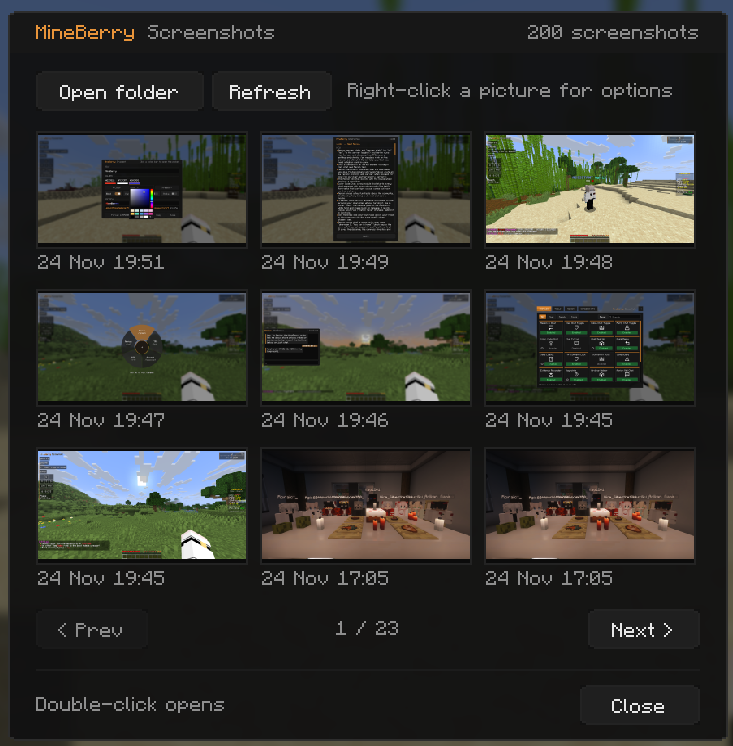 MineBerry Screenshots 200 screenshots
Open folder Refresh Right-click a picture for options
24 Nov 19:51 24 Nov 19:49 24 Nov 19:48
24 Nov 19:47 24 Nov 19:46 24 Nov 19:45
24 Nov 19:45 24 Nov 17:05 24 Nov 17:05
< Prev 1 / 23 Next >
Double-click opens Close